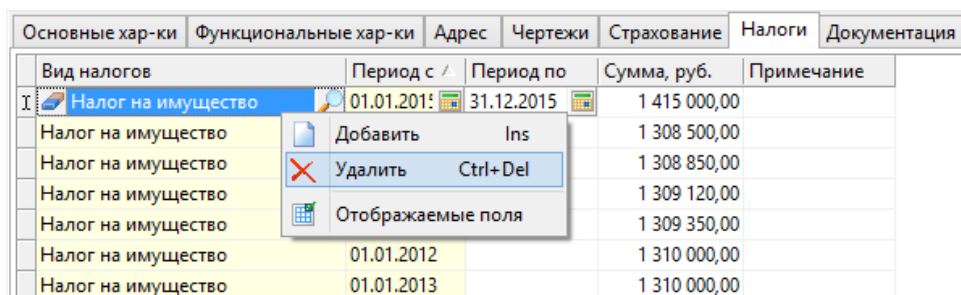 Основные хар-ки Функциональные хар-ки Адрес Чертежи Страхование Налоги Документация
Вид налогов Период с Период по Сумма, руб. Примечание
Налог на имущество 01.01.201 31.12.2015 1 415 000,00
Налог на имущество 1 308 500,00
Добавить Ins
Налог на имущество 1 308 850,00
Удалить Ctrl+Del
Налог на имущество 1 309 120,00
Налог на имущество 1 309 350,00
Отображаемые поля
Налог на имущество 01.01.2012 1 310 000,00
Налог на имущество 01.01.2013 1 310 000,00